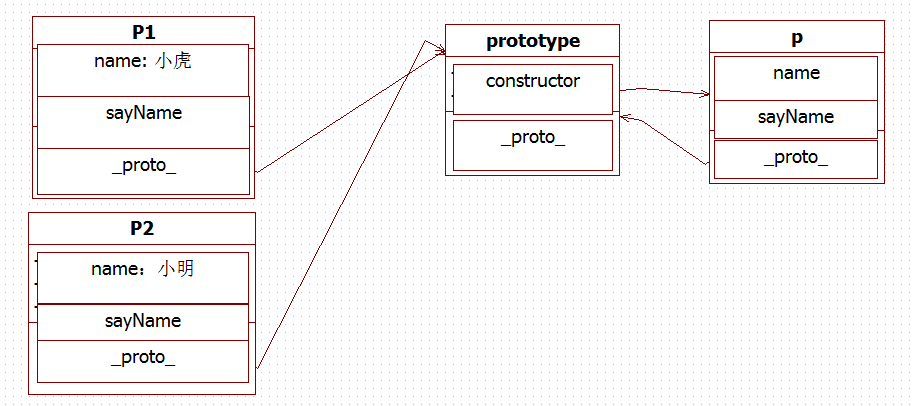 P1
name: 小虎
sayName
_proto_
P2
name：小明
sayName
_proto_
prototype
constructor
_proto_
p
name
sayName
_proto_